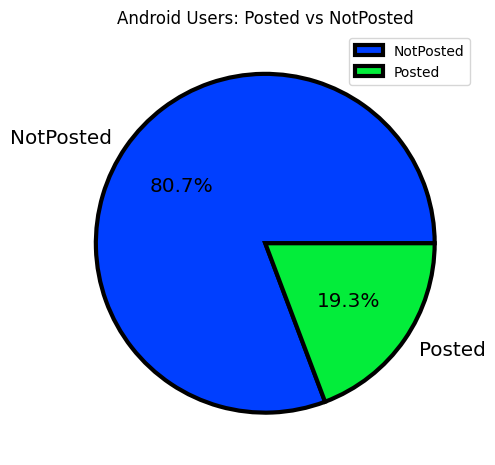 Android Users: Posted vs NotPosted
NotPosted
Posted
NotPosted
80.7%
19.3%
Posted